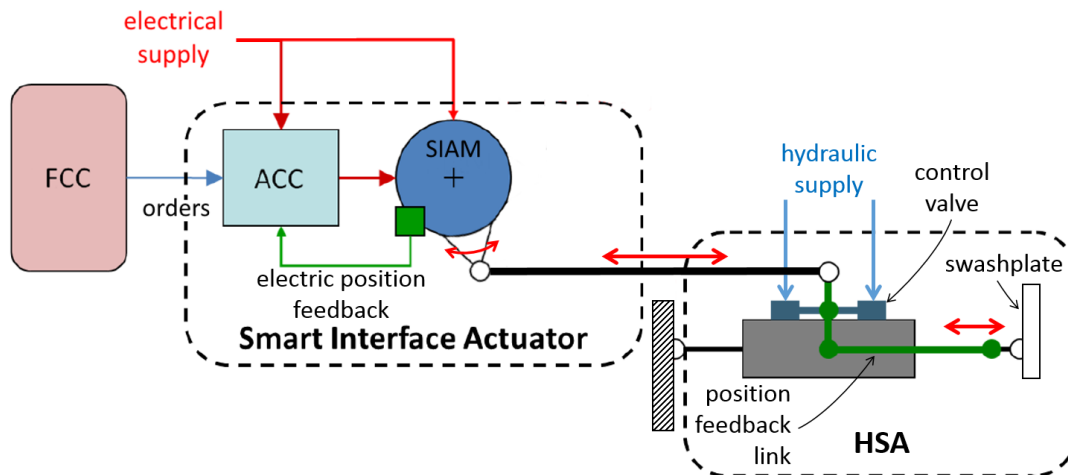 electrical
supply
FCC
orders
ACC
SIAM
electric position
feedback
Smart Interface Actuator
hydraulic
supply
control
valve
swashplate
position
feedback
link
HSA